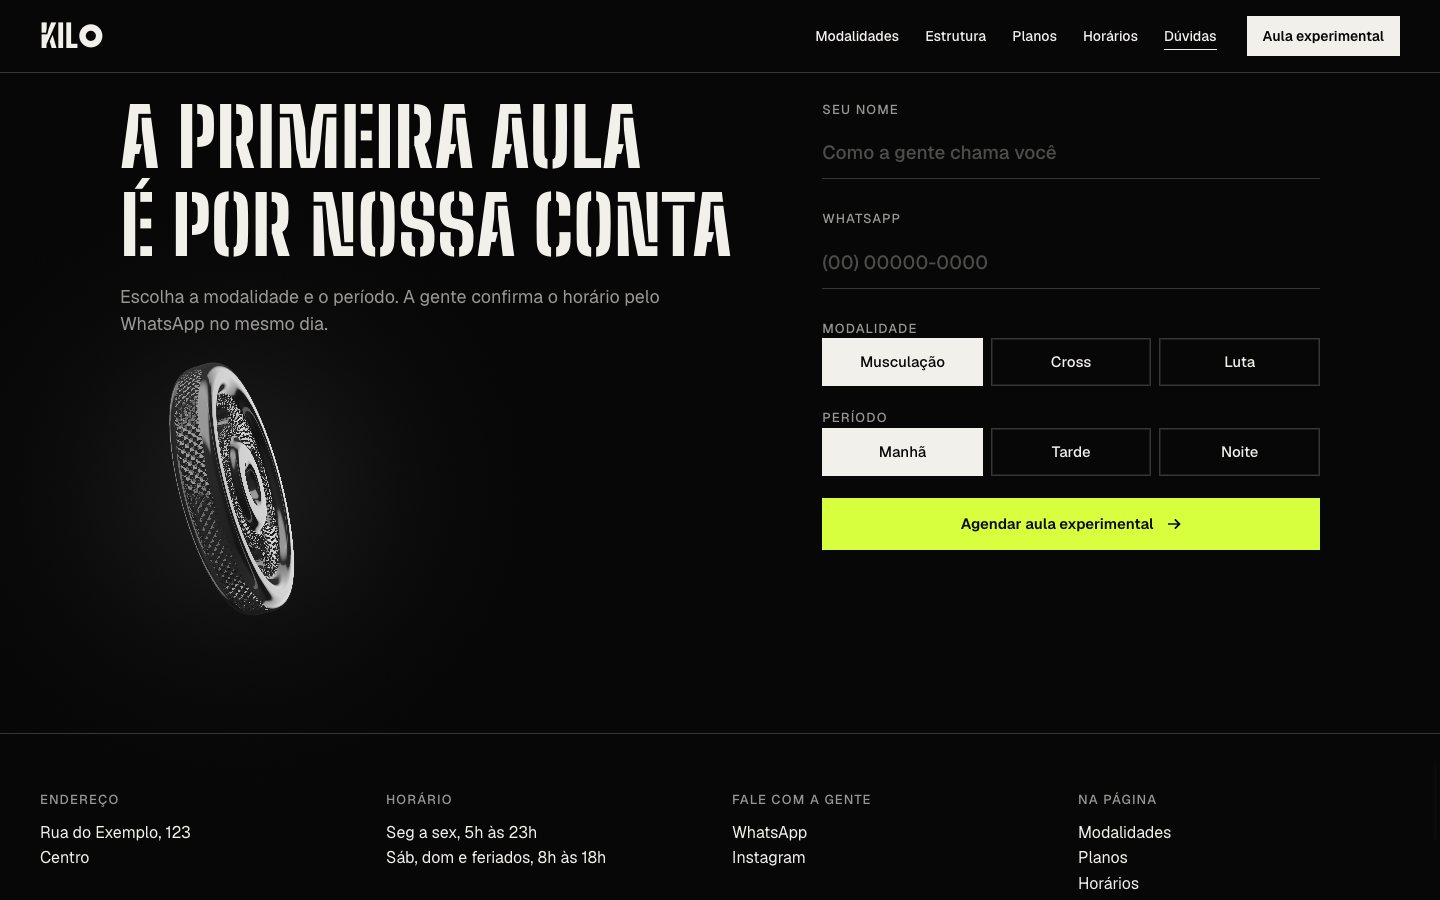 KILO
Modalidades
Estrutura
Planos
Horários
Dúvidas
Aula experimental
A PRIMEIRA AULA
É POR NOSSA CONTA
Escolha a modalidade e o período. A gente confirma o horário pelo
WhatsApp no mesmo dia.
SEU NOME
Como a gente chama você
WHATSAPP
(00) 00000-0000
MODALIDADE
Musculação
Cross
Luta
PERÍODO
Manhã
Tarde
Noite
Agendar aula experimental →
ENDEREÇO
Rua do Exemplo, 123
Centro
HORÁRIO
Seg a sex, 5h às 23h
Sáb, dom e feriados, 8h às 18h
FALE COM A GENTE
WhatsApp
Instagram
NA PÁGINA
Modalidades
Planos
Horários